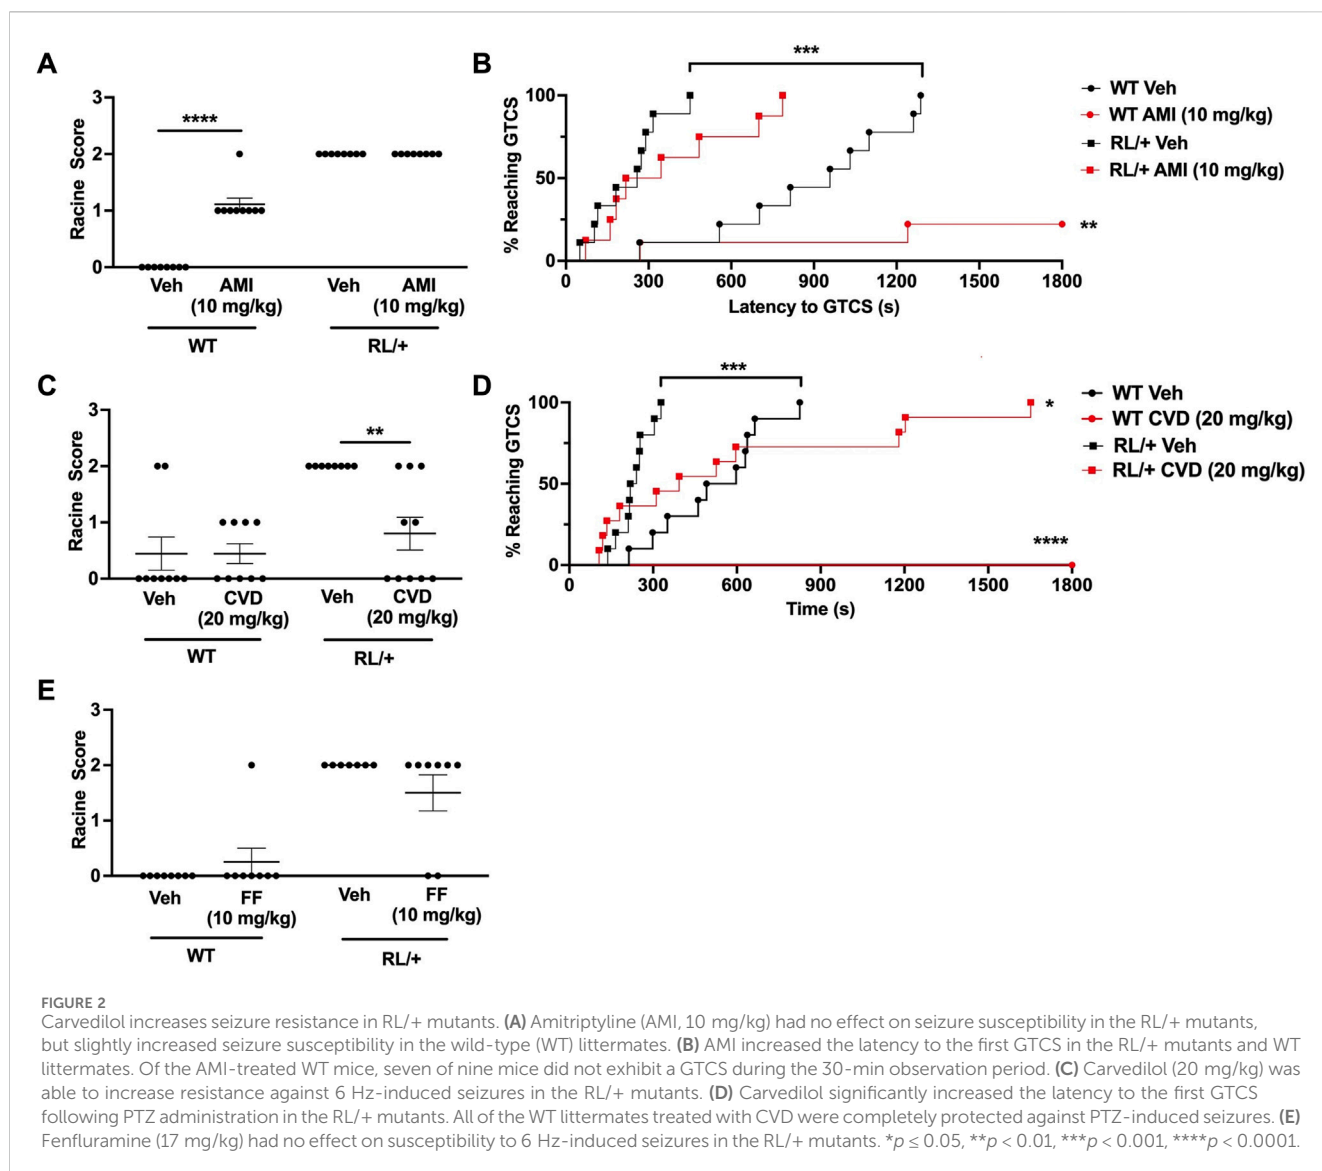 A
Racine Score
3
2
1
0
****
Veh
AMI
(10 mg/kg)
Veh
AMI
(10 mg/kg)
WT
RL/+
B
***
% Reaching GTCS
100
50
0
**
0
300
600
900
1200
1500
1800
Latency to GTCS (s)
WT Veh
WT AMI (10 mg/kg)
RL/+ Veh
RL/+ AMI (10 mg/kg)
C
Racine Score
3
2
1
0
**
Veh
CVD
(20 mg/kg)
Veh
CVD
(20 mg/kg)
WT
RL/+
D
***
% Reaching GTCS
100
50
0
*
****
0
300
600
900
1200
1500
1800
Time (s)
WT Veh
WT CVD (20 mg/kg)
RL/+ Veh
RL/+ CVD (20 mg/kg)
E
Racine Score
3
2
1
0
Veh
FF
(10 mg/kg)
Veh
FF
(10 mg/kg)
WT
RL/+
FIGURE 2
Carvedilol increases seizure resistance in RL/+ mutants. (A) Amitriptyline (AMI, 10 mg/kg) had no effect on seizure susceptibility in the RL/+ mutants,
but slightly increased seizure susceptibility in the wild-type (WT) littermates. (B) AMI increased the latency to the first GTCS in the RL/+ mutants and WT
littermates. Of the AMI-treated WT mice, seven of nine mice did not exhibit a GTCS during the 30-min observation period. (C) Carvedilol (20 mg/kg) was
able to increase resistance against 6 Hz-induced seizures in the RL/+ mutants. (D) Carvedilol significantly increased the latency to the first GTCS
following PTZ administration in the RL/+ mutants. All of the WT littermates treated with CVD were completely protected against PTZ-induced seizures. (E)
Fenfluramine (17 mg/kg) had no effect on susceptibility to 6 Hz-induced seizures in the RL/+ mutants. *p ≤ 0.05, **p < 0.01, ***p < 0.001, ****p < 0.0001.